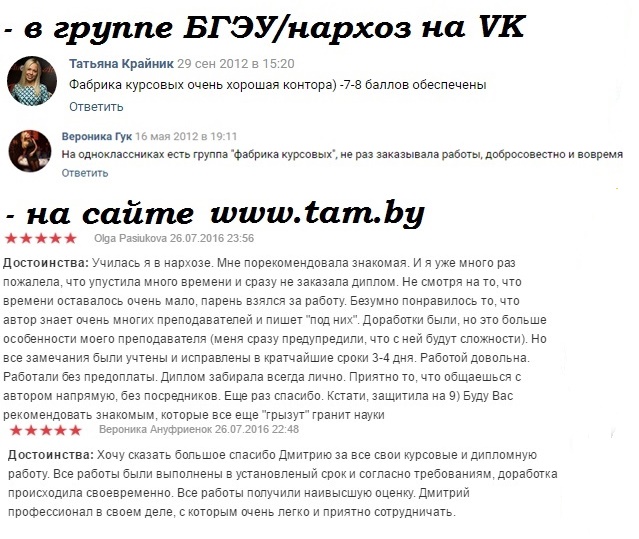 - в группе БГЭУ/нархоз на VK
Татьяна Крайник 29 сен 2012 в 15:20
Фабрика курсовых очень хорошая контора) -7-8 баллов обеспечены
Ответить
Вероника Гук 16 мая 2012 в 19:11
На одноклассниках есть группа "фабрика курсовых", не раз заказывала работы, добросовестно и вовремя
Ответить
- на сайте www.tam.by
Olga Pasiukova 26.07.2016 23:56
Достоинства: Училась я в нархозе. Мне порекомендовала знакомая. И я уже много раз
пожалела, что упустила много времени и сразу не заказала диплом. Не смотря на то, что
времени оставалось очень мало, парень взялся за работу. Безумно понравилось то, что
автор знает очень многих преподавателей и пишет "под них". Доработки были, но это больше
особенности моего преподавателя (меня сразу предупредили, что с ней будут сложности). Но
все замечания были учтены и исправлены в кратчайшие сроки 3-4 дня. Работой довольна.
Работали без предоплаты. Диплом забирала всегда лично. Приятно то, что общаешься с
автором напрямую, без посредников. Еще раз спасибо. Кстати, защитила на 9) Буду Вас
рекомендовать знакомым, которые все еще "грызут" гранит науки
Вероника Ануфриенок 26.07.2016 22:48
Достоинства: Хочу сказать большое спасибо Дмитрию за все свои курсовые и дипломную
работу. Все работы были выполнены в установленый срок и согласно требованиям, доработка
происходила своевременно. Все работы получили наивысшую оценку. Дмитрий
профессионал в своем деле, с которым очень легко и приятно сотрудничать.